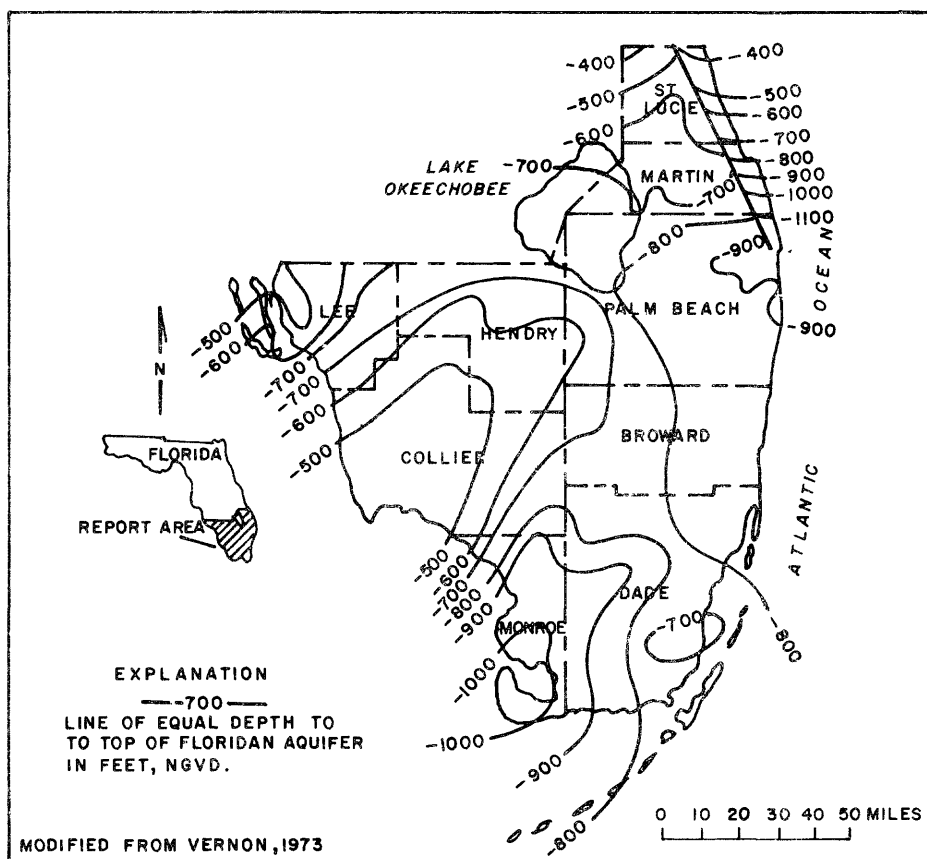 -400
-400
-500
ST
LUCIE
-500
-600
-600
-700
LAKE
OKEECHOBEE
-700
MARTIN
-700
-800
-900
-1000
-1100
-800
-900
OCEAN
LEE
HENDRY
PALM BEACH
-900
-500
-600
-700
-700
-600
-500
N
COLLIER
BROWARD
FLORIDA
REPORT AREA
ATLANTIC
-500
-600
-700
-800
-900
DADE
MONROE
-700
-800
-1000
-1000
-900
-800
EXPLANATION
-700
LINE OF EQUAL DEPTH TO
TO TOP OF FLORIDAN AQUIFER
IN FEET, NGVD.
0 10 20 30 40 50 MILES
MODIFIED FROM VERNON, 1973